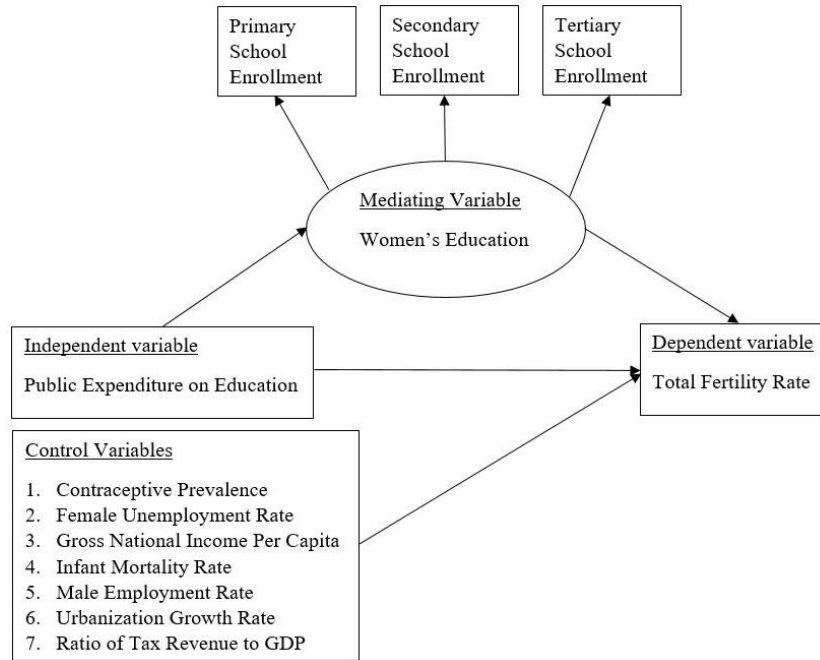 Primary
School
Enrollment
Secondary
School
Enrollment
Tertiary
School
Enrollment
Mediating Variable
Women’s Education
Independent variable
Public Expenditure on Education
Dependent variable
Total Fertility Rate
Control Variables
1. Contraceptive Prevalence
2. Female Unemployment Rate
3. Gross National Income Per Capita
4. Infant Mortality Rate
5. Male Employment Rate
6. Urbanization Growth Rate
7. Ratio of Tax Revenue to GDP